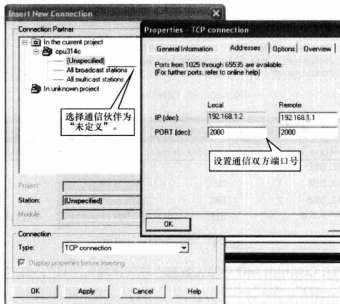 Insert New Connection
Connection Partner
In the current project
cpu314c
(Unspecified)
All broadcast stations
All multicast stations
In unknown project
选择通信伙伴为
“未定义”。
Project:
Station:
(Unspecified)
Module:
Connection
Type:
TCP connection
Display properties before inserting
OK
Apply
Cancel
Help
Properties - TCP connection
General Information
Addresses
Options
Overview
Ports from 1025 through 65535 are available.
(For further ports, refer to online help)
Local
Remote
IP (dec):
192.168.1.2
192.168.1.1
PORT (dec):
2000
2000
设置通信双方端口号
OK